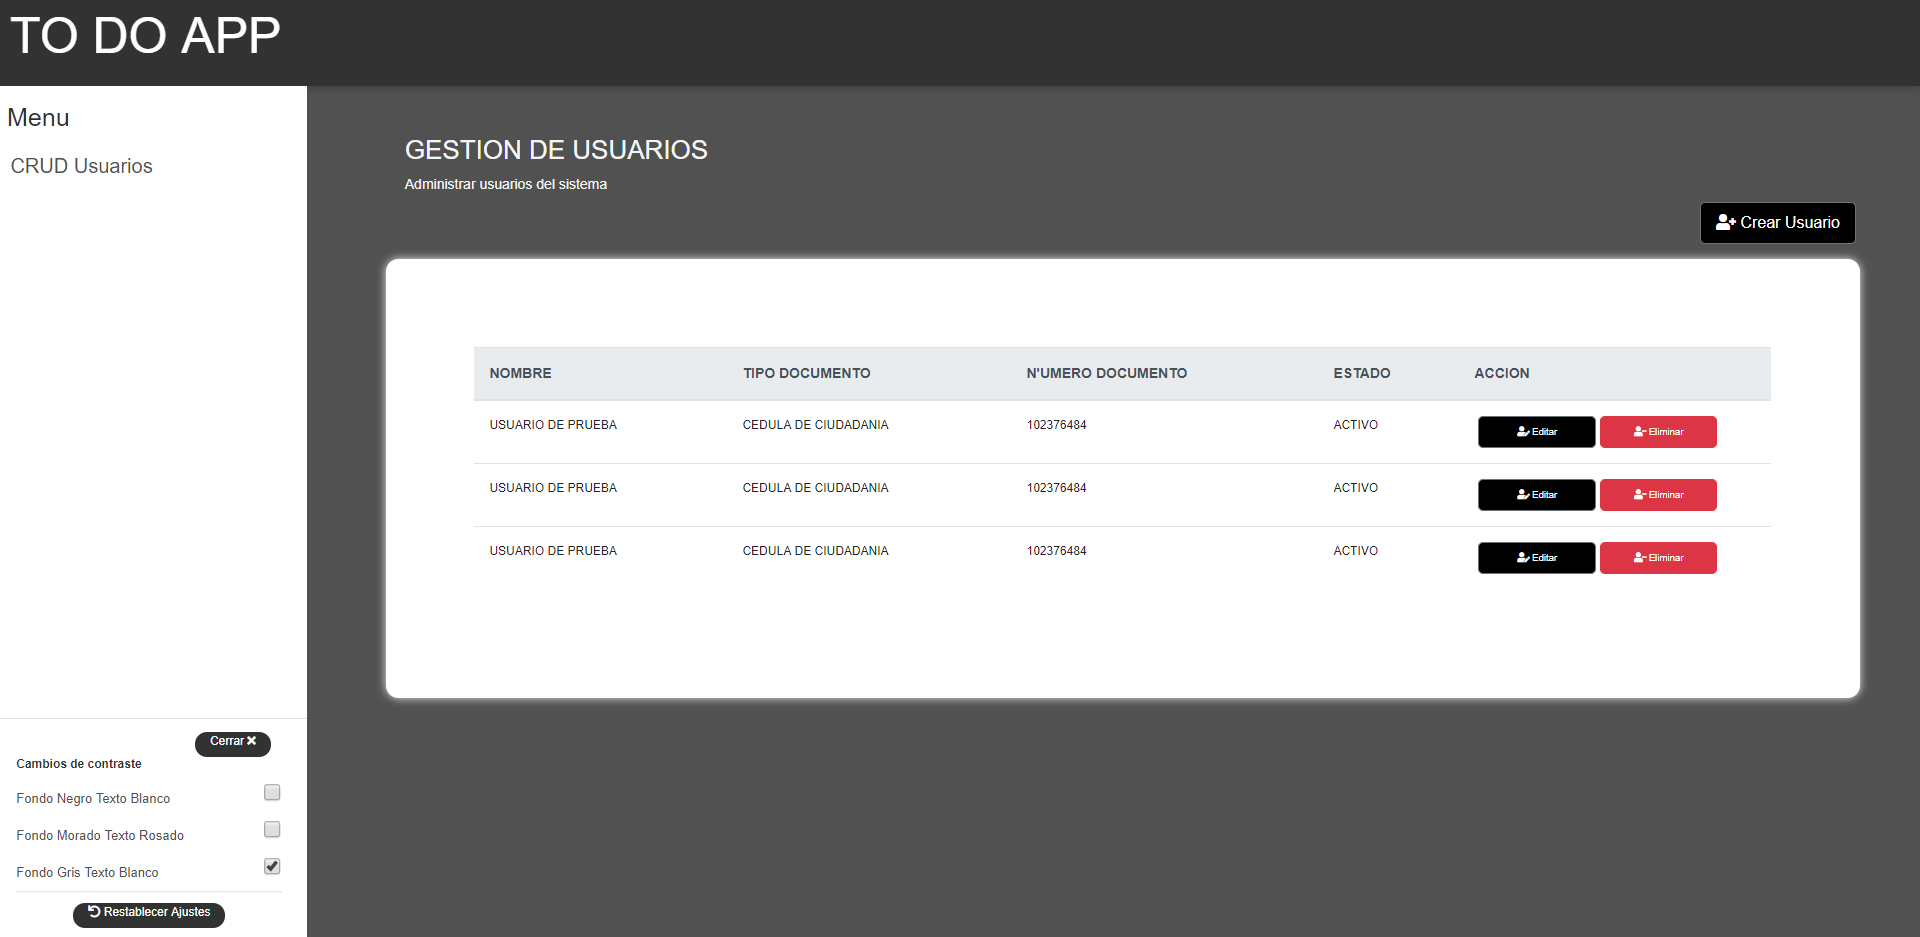 TO DO APP
Menu
CRUD Usuarios
GESTION DE USUARIOS
Administrar usuarios del sistema
Crear Usuario
NOMBRE TIPO DOCUMENTO N'UMERO DOCUMENTO ESTADO ACCION
USUARIO DE PRUEBA CEDULA DE CIUDADANIA 102376484 ACTIVO Editar Eliminar
USUARIO DE PRUEBA CEDULA DE CIUDADANIA 102376484 ACTIVO Editar Eliminar
USUARIO DE PRUEBA CEDULA DE CIUDADANIA 102376484 ACTIVO Editar Eliminar
Cerrar
Cambios de contraste
Fondo Negro Texto Blanco
Fondo Morado Texto Rosado
Fondo Gris Texto Blanco
Restablecer Ajustes